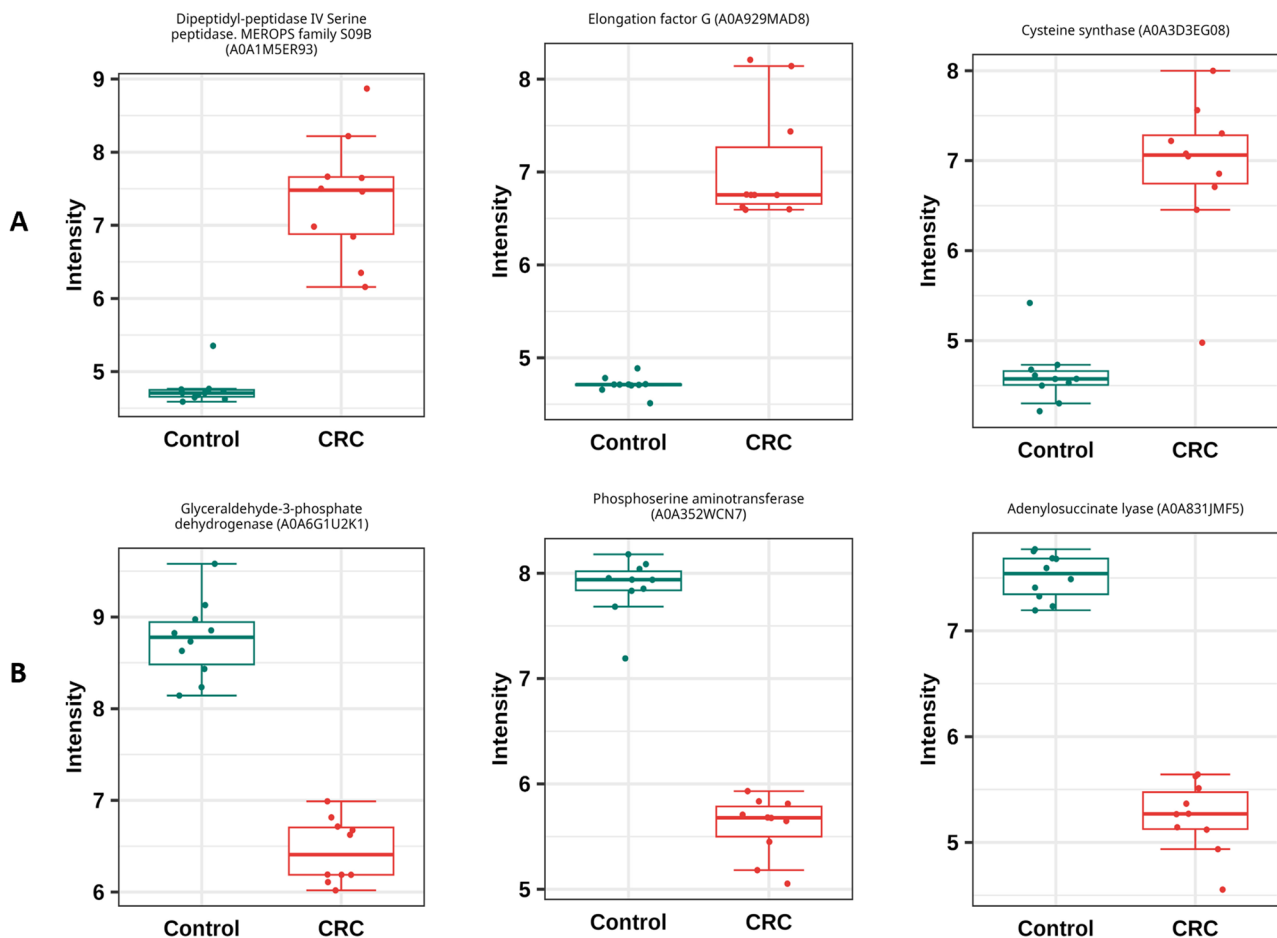 Dipeptidyl-peptidase IV Serine
peptidase. MEROPS family S09B
(A0A1M5ER93)
Elongation factor G (A0A929MAD8)
Cysteine synthase (A0A3D3EG08)
A
Intensity
9
8
7
6
5
Control
CRC
Intensity
8
7
6
5
Control
CRC
Intensity
8
7
6
5
Control
CRC
Glyceraldehyde-3-phosphate
dehydrogenase (A0A6G1U2K1)
Phosphoserine aminotransferase
(A0A352WCN7)
Adenylosuccinate lyase (A0A831JMF5)
B
Intensity
9
8
7
6
Control
CRC
Intensity
8
7
6
5
Control
CRC
Intensity
7
6
5
Control
CRC